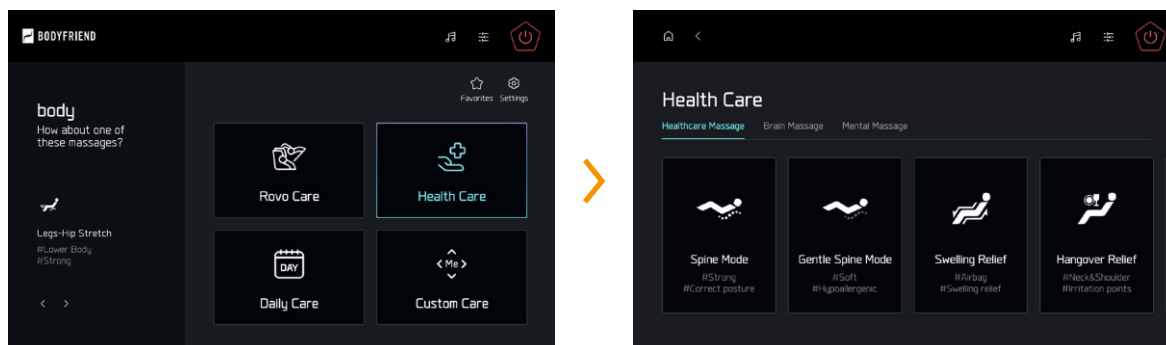 BODYFRIEND
body
How about one of
these massages?
Legs-Hip Stretch
#Lower Body
#Strong
Favorites Settings
Rovo Care
Health Care
DAY
Daily Care
< Me >
Custom Care
Health Care
Healthcare Massage Brain Massage Mental Massage
Spine Mode
#Strong
#Correct posture
Gentle Spine Mode
#Soft
#Hypoallergenic
Swelling Relief
#Airbag
#Swelling relief
Hangover Relief
#Neck&Shoulder
#Irritation points